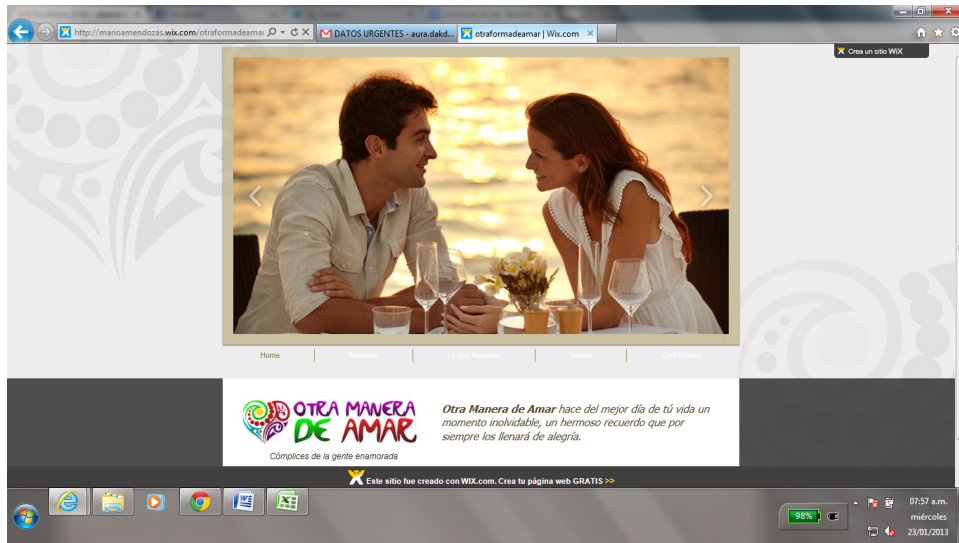 http://marioamendozas.wix.com/otraformadeamar
DATOS URGENTES - aura.dakd...
otraformadeamar | Wix.com
Crea un sitio WiX
Home
Nosotros
Lo que hacemos
Galería
Contáctenos
OTRA MANERA
DE AMAR
Cómplices de la gente enamorada
Otra Manera de Amar hace del mejor día de tú vida un
momento inolvidable, un hermoso recuerdo que por
siempre los llenará de alegría.
Este sitio fue creado con WIX.com. Crea tu página web GRATIS >>
98%
07:57 a.m.
miércoles
23/01/2013